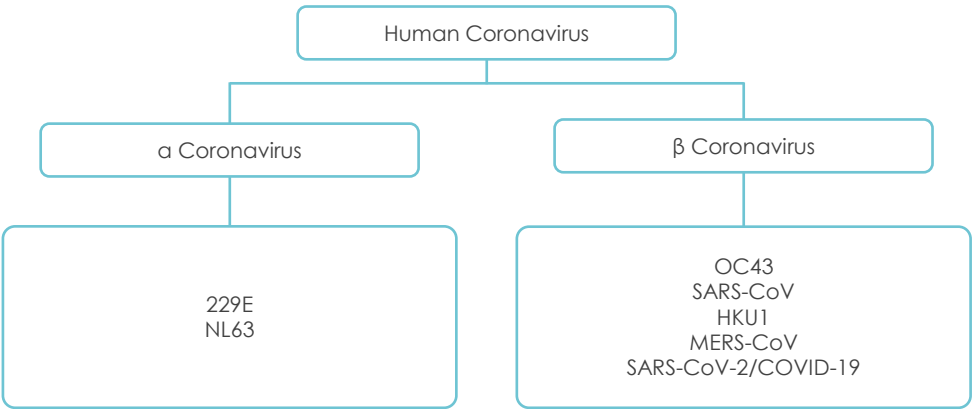 Human Coronavirus
α Coronavirus
β Coronavirus
229E
NL63
OC43
SARS-CoV
HKU1
MERS-CoV
SARS-CoV-2/COVID-19